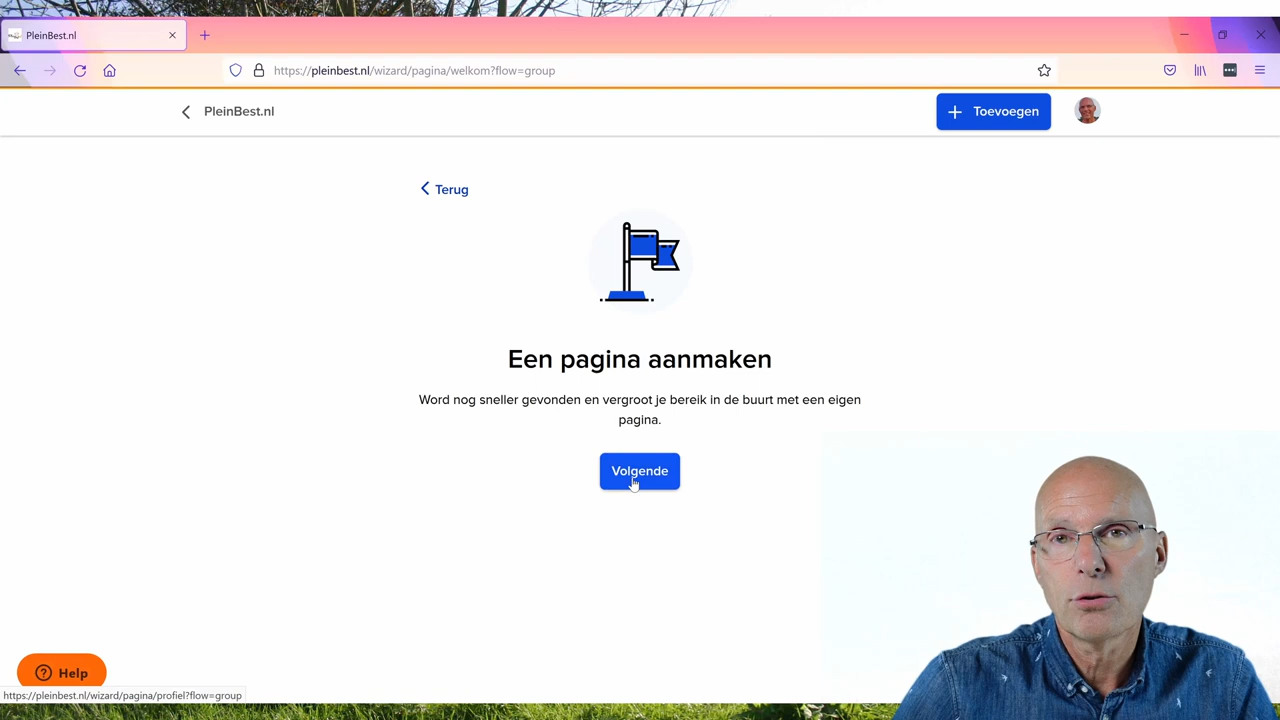 PleinBest.nl
https://pleinbest.nl/wizard/pagina/welkom?flow=group
PleinBest.nl
Toevoegen
Terug
Een pagina aanmaken
Word nog sneller gevonden en vergroot je bereik in de buurt met een eigen
pagina.
Volgende
Help
https://pleinbest.nl/wizard/pagina/profiel?flow=group